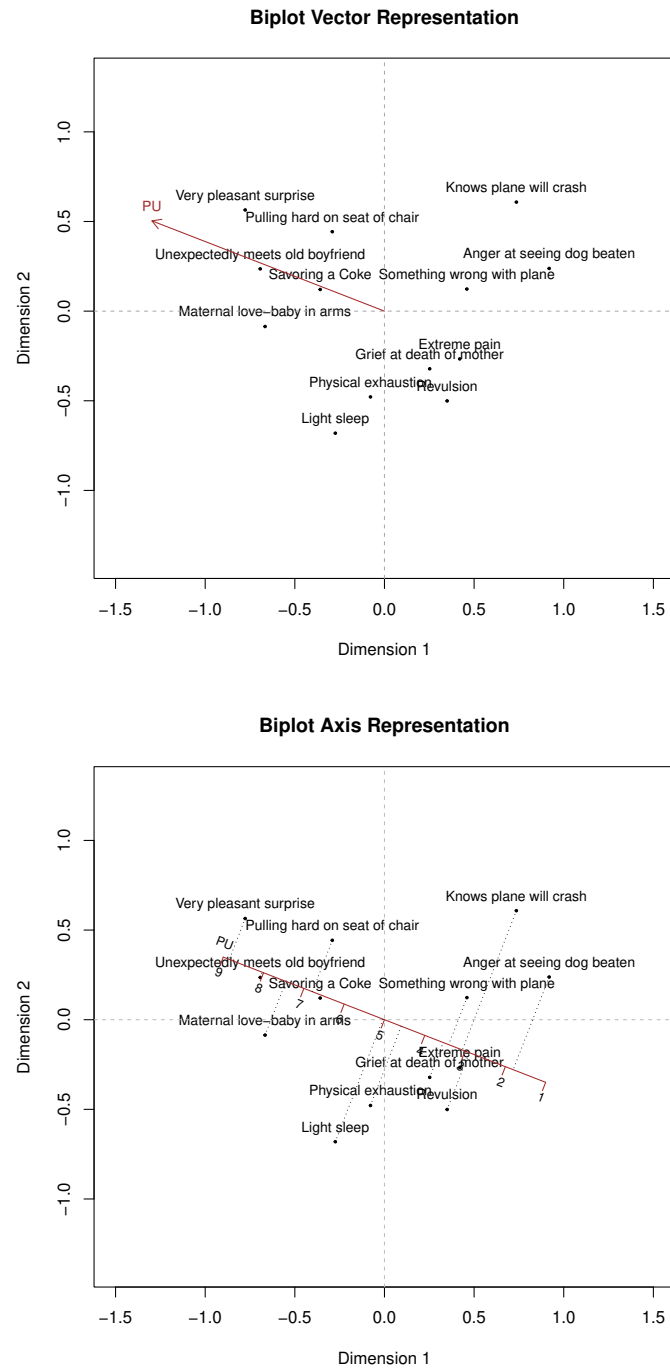 Biplot Vector Representation
Dimension 2
1.0
0.5
0.0
−0.5
−1.0
Very pleasant surprise
Knows plane will crash
PU
Pulling hard on seat of chair
Unexpectedly meets old boyfriend
Anger at seeing dog beaten
Savoring a Coke
Something wrong with plane
Maternal love−baby in arms
Extreme pain
Grief at death of mother
Physical exhaustion
Revulsion
Light sleep
−1.5 −1.0 −0.5 0.0 0.5 1.0 1.5
Dimension 1
Biplot Axis Representation
Dimension 2
1.0
0.5
0.0
−0.5
−1.0
Knows plane will crash
Very pleasant surprise
Pulling hard on seat of chair
PU
Unexpectedly meets old boyfriend
Anger at seeing dog beaten
Savoring a Coke
Something wrong with plane
Maternal love−baby in arms
9 8 7 6 5 4 3 2 1
Extreme pain
Grief at death of mother
Physical exhaustion
Revulsion
Light sleep
−1.5 −1.0 −0.5 0.0 0.5 1.0 1.5
Dimension 1